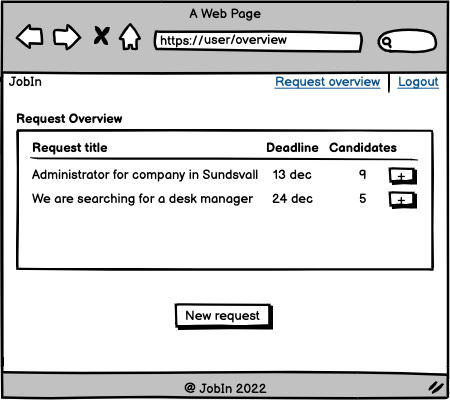 A Web Page
https://user/overview
JobIn
Request overview
Logout
Request Overview
Request title Deadline Candidates
Administrator for company in Sundsvall 13 dec 9 +
We are searching for a desk manager 24 dec 5 +
New request
@ JobIn 2022